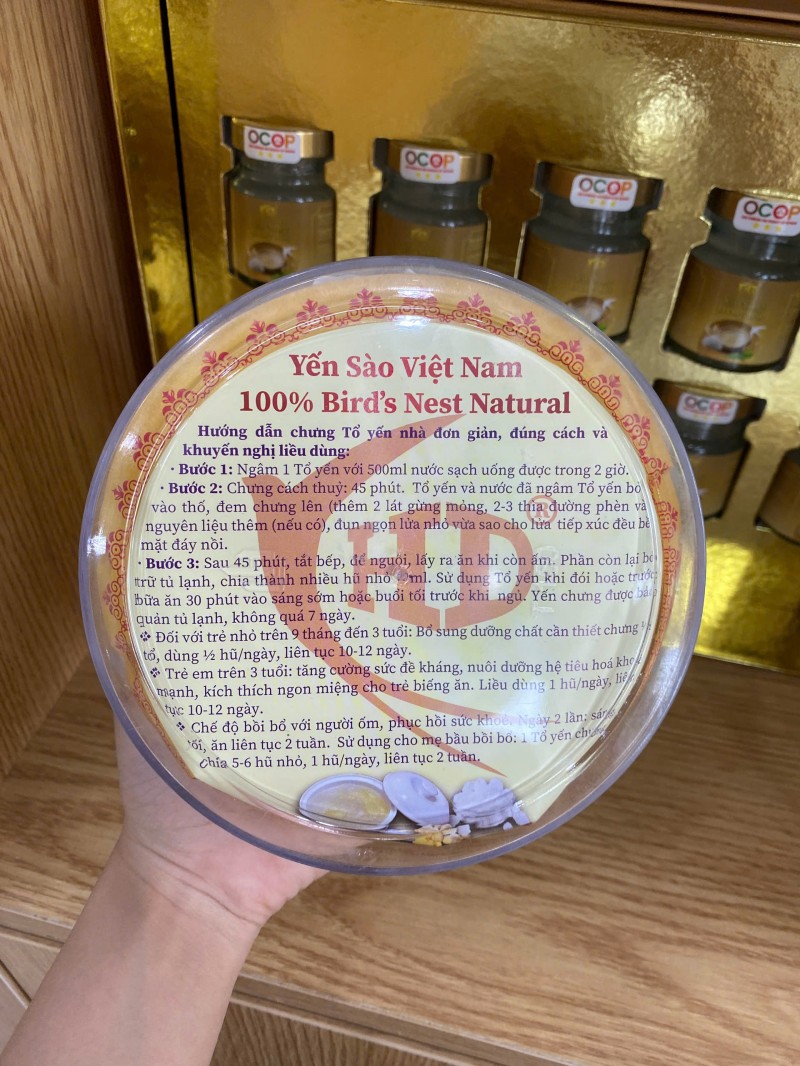 OCOP
OCOP
OCOP
OCOP
OCOP
Yến Sào Việt Nam
100% Bird's Nest Natural
Hướng dẫn chưng Tổ yến nhà đơn giản, đúng cách và
khuyến nghị liều dùng:
· Bước 1: Ngâm 1 Tổ yến với 500ml nước sạch uống được trong 2 giờ.
· Bước 2: Chưng cách thuỷ: 45 phút. Tổ yến và nước đã ngâm Tổ yến bỏ
vào thố, đem chưng lên (thêm 2 lát gừng mỏng, 2-3 thìa đường phèn và
nguyên liệu thêm (nếu có), đun ngọn lửa nhỏ vừa sao cho lửa tiếp xúc đều bề
mặt đáy nồi.
· Bước 3: Sau 45 phút, tắt bếp, để nguội, lấy ra ăn khi còn ấm. Phần còn lại
trữ tủ lạnh, chia thành nhiều hũ nhỏ Sử dụng Tổ yến khi đói hoặc trước
bữa ăn 30 phút vào sáng sớm hoặc buổi tối trước khi ngủ. Yến chưng được
quản tủ lạnh, không quá 7 ngày.
❖ Đối với trẻ nhỏ trên 9 tháng đến 3 tuổi: Bổ sung dưỡng chất cần thiết chưng
tổ, dùng ½ hũ/ngày, liên tục 10-12 ngày.
❖ Trẻ em trên 3 tuổi: tăng cường sức đề kháng, nuôi dưỡng hệ tiêu hoá
mạnh, kích thích ngon miệng cho trẻ biếng ăn. Liều dùng 1 hũ/ngày,
tục 10-12 ngày.
❖ Chế độ bồi bổ với người ốm, phục hồi sức khoẻ. Ngày 2 lần:
ăn liên tục 2 tuần. Sử dụng cho mẹ bầu bồi bổ: 1 Tổ yến
Chia 5-6 hũ nhỏ, 1 hũ/ngày, liên tục 2 tuần.
HD ®